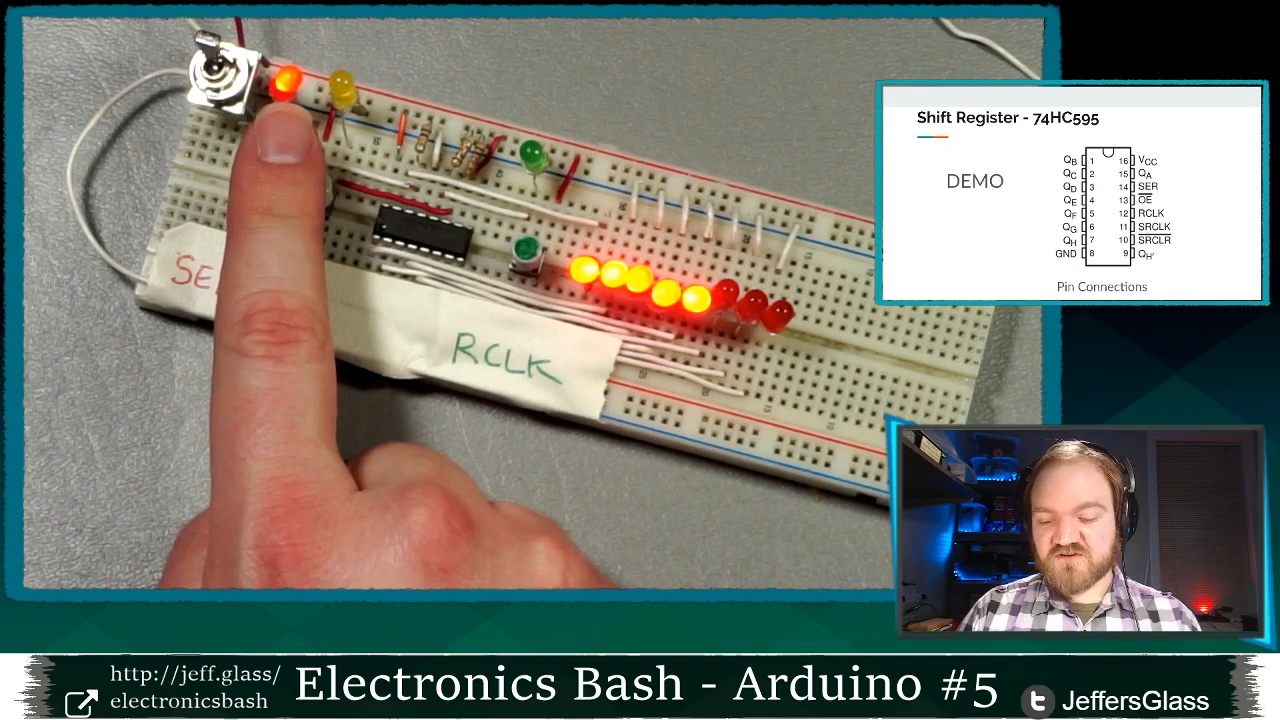 SE
RCLK
Shift Register - 74HC595
DEMO
QB 1 16 VCC
QC 2 15 QA
QD 3 14 SER
QE 4 13 OE
QF 5 12 RCLK
QG 6 11 SRCLK
QH 7 10 SRCLR
GND 8 9 QH'
Pin Connections
http://jeff.glass/
electronicsbash
Electronics Bash - Arduino #5
JeffersGlass